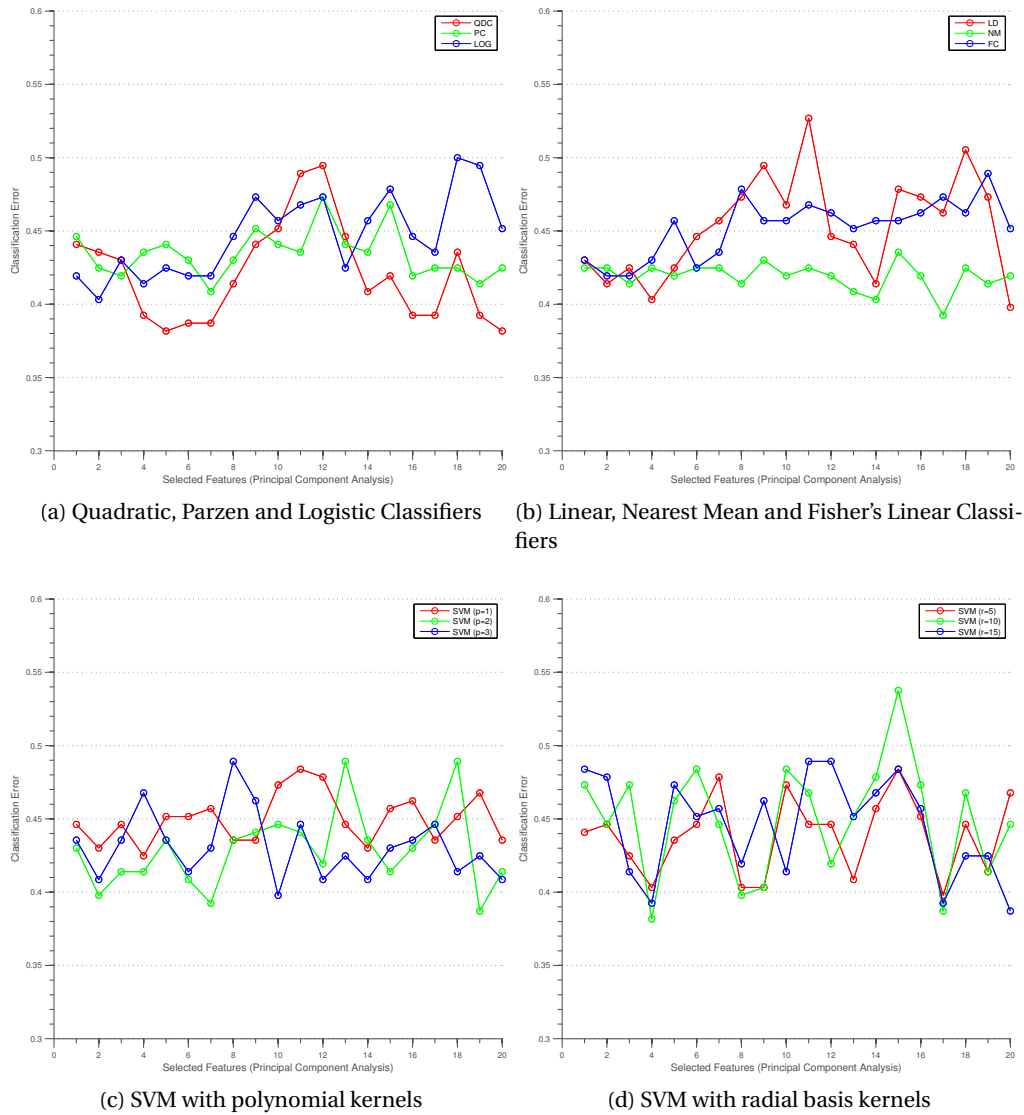 0.6
0.55
0.5
0.45
0.4
0.35
0.3
Classification Error
QDC
PC
LOG
0 2 4 6 8 10 12 14 16 18 20
Selected Features (Principal Component Analysis)
(a) Quadratic, Parzen and Logistic Classifiers
0.6
0.55
0.5
0.45
0.4
0.35
0.3
Classification Error
LD
NM
FC
0 2 4 6 8 10 12 14 16 18 20
Selected Features (Principal Component Analysis)
(b) Linear, Nearest Mean and Fisher's Linear Classi-
fiers
0.6
0.55
0.5
0.45
0.4
0.35
0.3
Classification Error
SVM (p=1)
SVM (p=2)
SVM (p=3)
0 2 4 6 8 10 12 14 16 18 20
Selected Features (Principal Component Analysis)
(c) SVM with polynomial kernels
0.6
0.55
0.5
0.45
0.4
0.35
0.3
Classification Error
SVM (r=5)
SVM (r=10)
SVM (r=15)
0 2 4 6 8 10 12 14 16 18 20
Selected Features (Principal Component Analysis)
(d) SVM with radial basis kernels